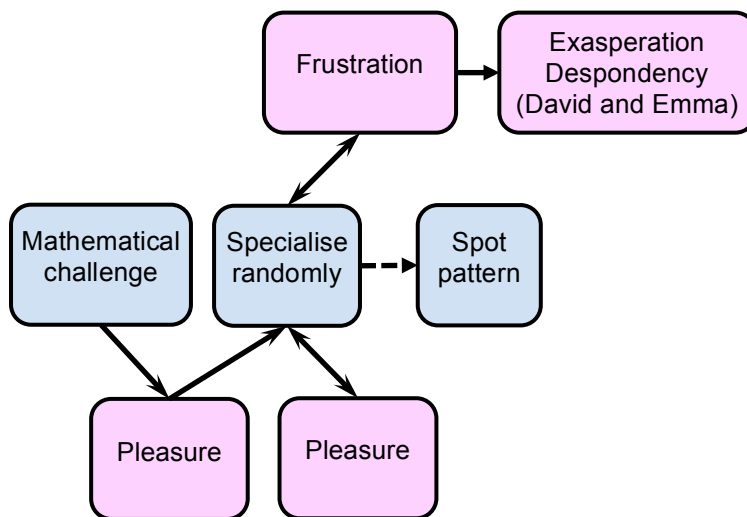 Frustration
Exasperation
Despondency
(David and Emma)
Mathematical
challenge
Specialise
randomly
Spot
pattern
Pleasure
Pleasure